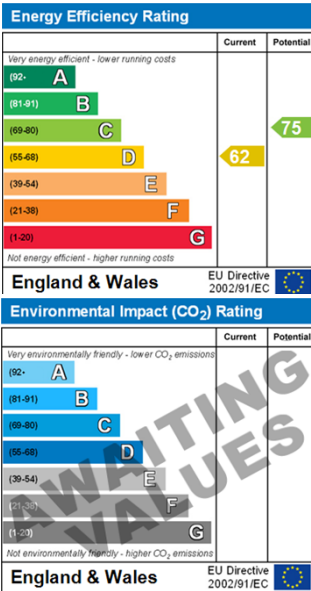 Energy Efficiency Rating
Current Potential
Very energy efficient - lower running costs
(92- A
(81-91) B
(69-80) C
75
(55-68) D
62
(39-54) E
(21-38) F
(1-20) G
Not energy efficient - higher running costs
England & Wales
EU Directive
2002/91/EC
Environmental Impact (CO2) Rating
Current Potential
Very environmentally friendly - lower CO2 emissions
(92- A
(81-91) B
(69-80) C
(55-68) D
(39-54) E
(21-38) F
(1-20) G
AWAITING
VALUES
Not environmentally friendly - higher CO2 emissions
England & Wales
EU Directive
2002/91/EC